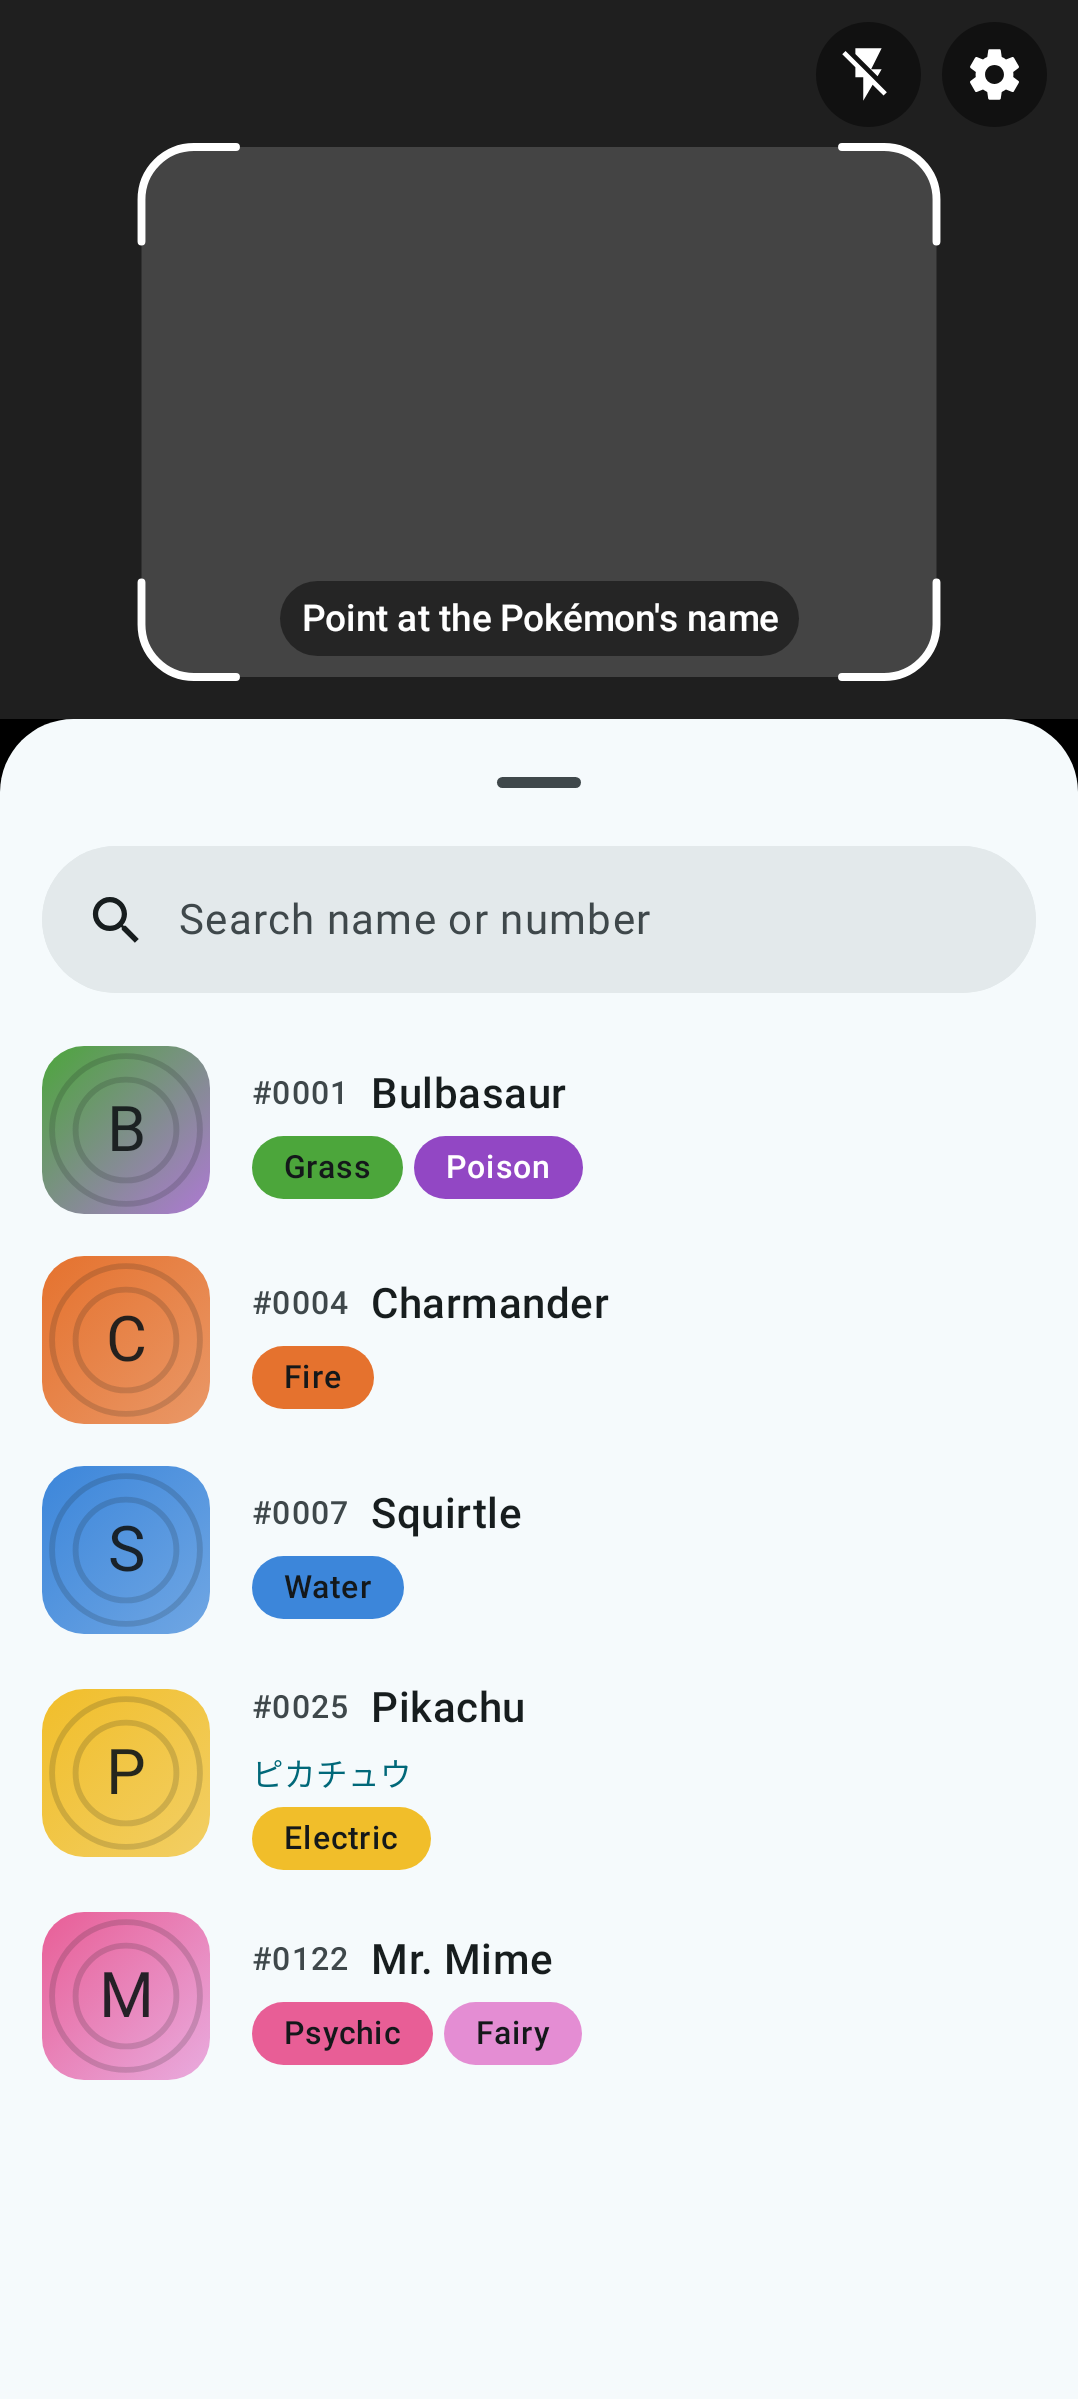 Point at the Pokémon's name
Search name or number
B
#0001 Bulbasaur
Grass Poison
C
#0004 Charmander
Fire
S
#0007 Squirtle
Water
P
#0025 Pikachu
ピカチュウ
Electric
M
#0122 Mr. Mime
Psychic Fairy